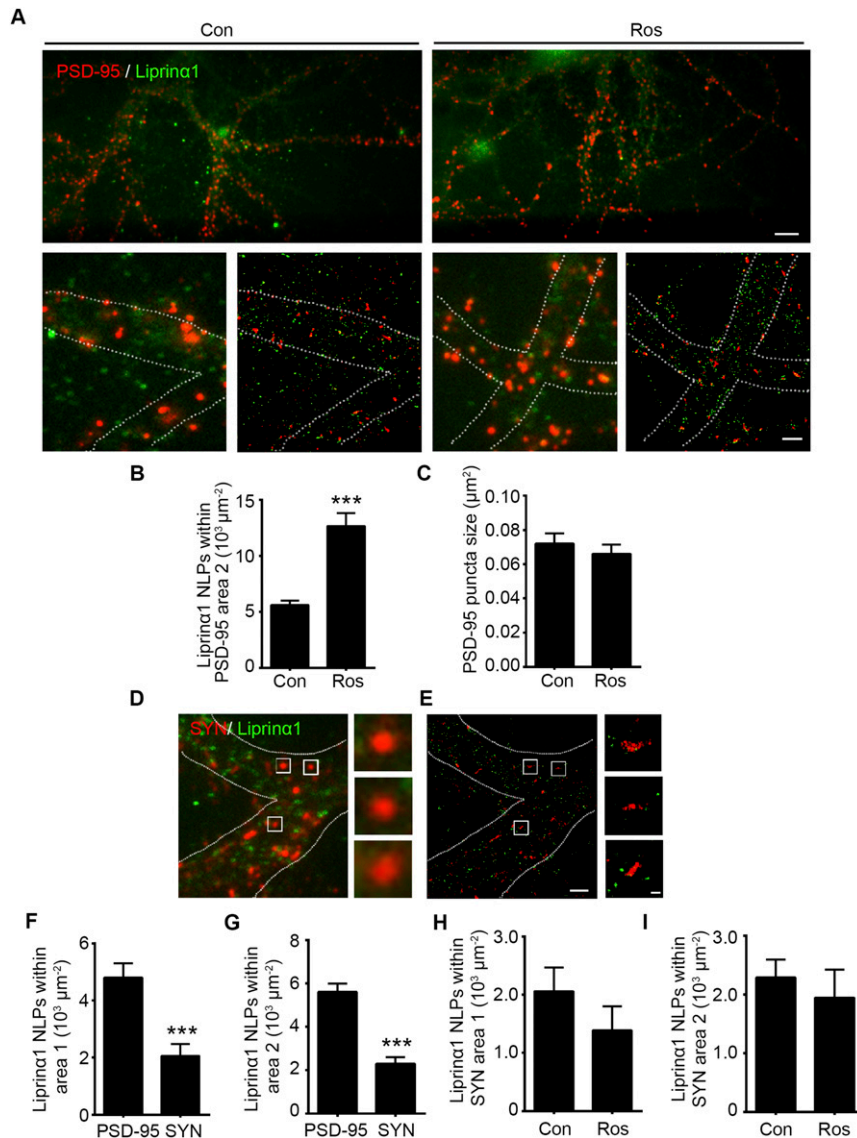 A
Con
Ros
PSD-95 / Liprinα1
B
Liprinα1 NLPs within
PSD-95 area 2 (10³ µm⁻²)
15
10
5
0
***
Con Ros
C
PSD-95 puncta size (µm²)
0.10
0.08
0.06
0.04
0.02
0.00
Con Ros
D
SYN/ Liprinα1
E
F
Liprinα1 NLPs within
area 1 (10³ µm⁻²)
6
4
2
0
***
PSD-95 SYN
G
Liprinα1 NLPs within
area 2 (10³ µm⁻²)
8
6
4
2
0
***
PSD-95 SYN
H
Liprinα1 NLPs within
SYN area 1 (10³ µm⁻²)
3.0
2.0
1.0
0.0
Con Ros
I
Liprinα1 NLPs within
SYN area 2 (10³ µm⁻²)
3.0
2.0
1.0
0.0
Con Ros